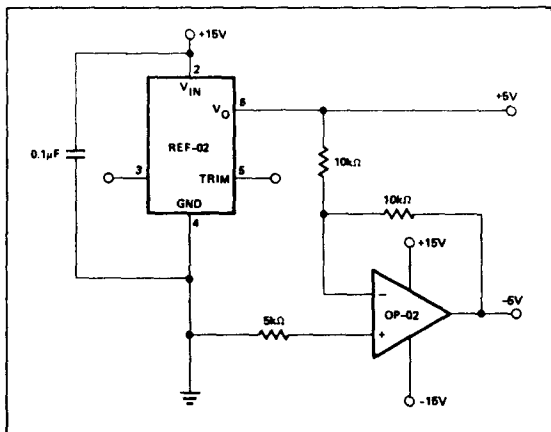 +15V
2
V_IN
V_O
6
+5V
REF-02
0.1µF
10kΩ
3
TRIM
5
10kΩ
GND
4
+15V
−
OP-02
−5V
5kΩ
+
-15V